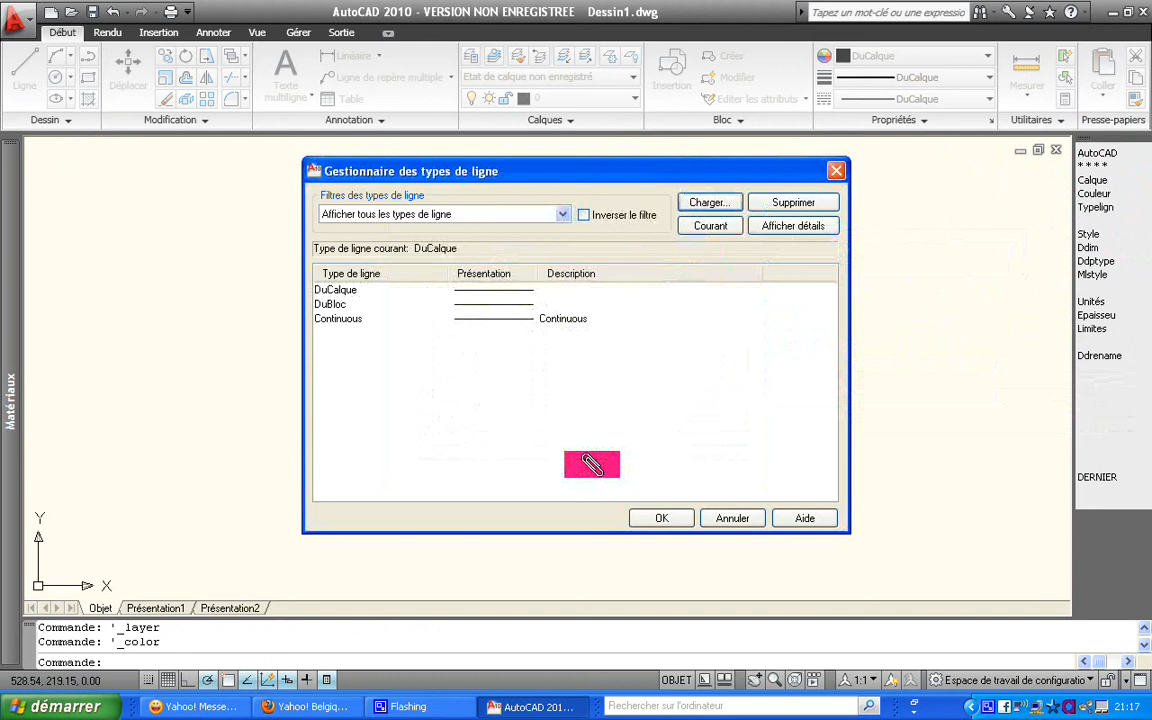 AutoCAD 2010 - VERSION NON ENREGISTREE Dessin1.dwg
Tapez un mot-clé ou une expressio
Début Rendu Insertion Annoter Vue Gérer Sortie
Ligne
Déplacer
Texte multiligne
Linéaire
Ligne de repère multiple
Table
Etat de calque non enregistré
0
Insertion
Créer
Modifier
Editer les attributs
DuCalque
DuCalque
DuCalque
Mesurer
Coller
Dessin Modification Annotation Calques Bloc Propriétés Utilitaires Presse-papiers
Matériaux
Gestionnaire des types de ligne
Filtres des types de ligne
Afficher tous les types de ligne
Inverser le filtre
Charger... Supprimer
Courant Afficher détails
Type de ligne courant: DuCalque
Type de ligne Présentation Description
DuCalque
DuBloc
Continuous Continuous
OK Annuler Aide
AutoCAD
* * * *
Calque
Couleur
Typelign
Style
Ddim
Ddptype
Mlstyle
Unités
Epaisseu
Limites
Ddrename
DERNIER
Y
X
Objet Présentation1 Présentation2
Commande: '_layer
Commande: '_color
Commande:
528.54, 219.15, 0.00
OBJET
1:1
Espace de travail de configuratio
démarrer
Yahoo! Messe...
Yahoo! Belgiq...
Flashing
AutoCAD 201...
Rechercher sur l'ordinateur
21:17